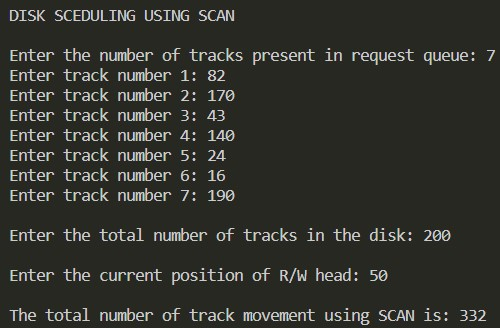 DISK SCEDULING USING SCAN
Enter the number of tracks present in request queue: 7
Enter track number 1: 82
Enter track number 2: 170
Enter track number 3: 43
Enter track number 4: 140
Enter track number 5: 24
Enter track number 6: 16
Enter track number 7: 190
Enter the total number of tracks in the disk: 200
Enter the current position of R/W head: 50
The total number of track movement using SCAN is: 332